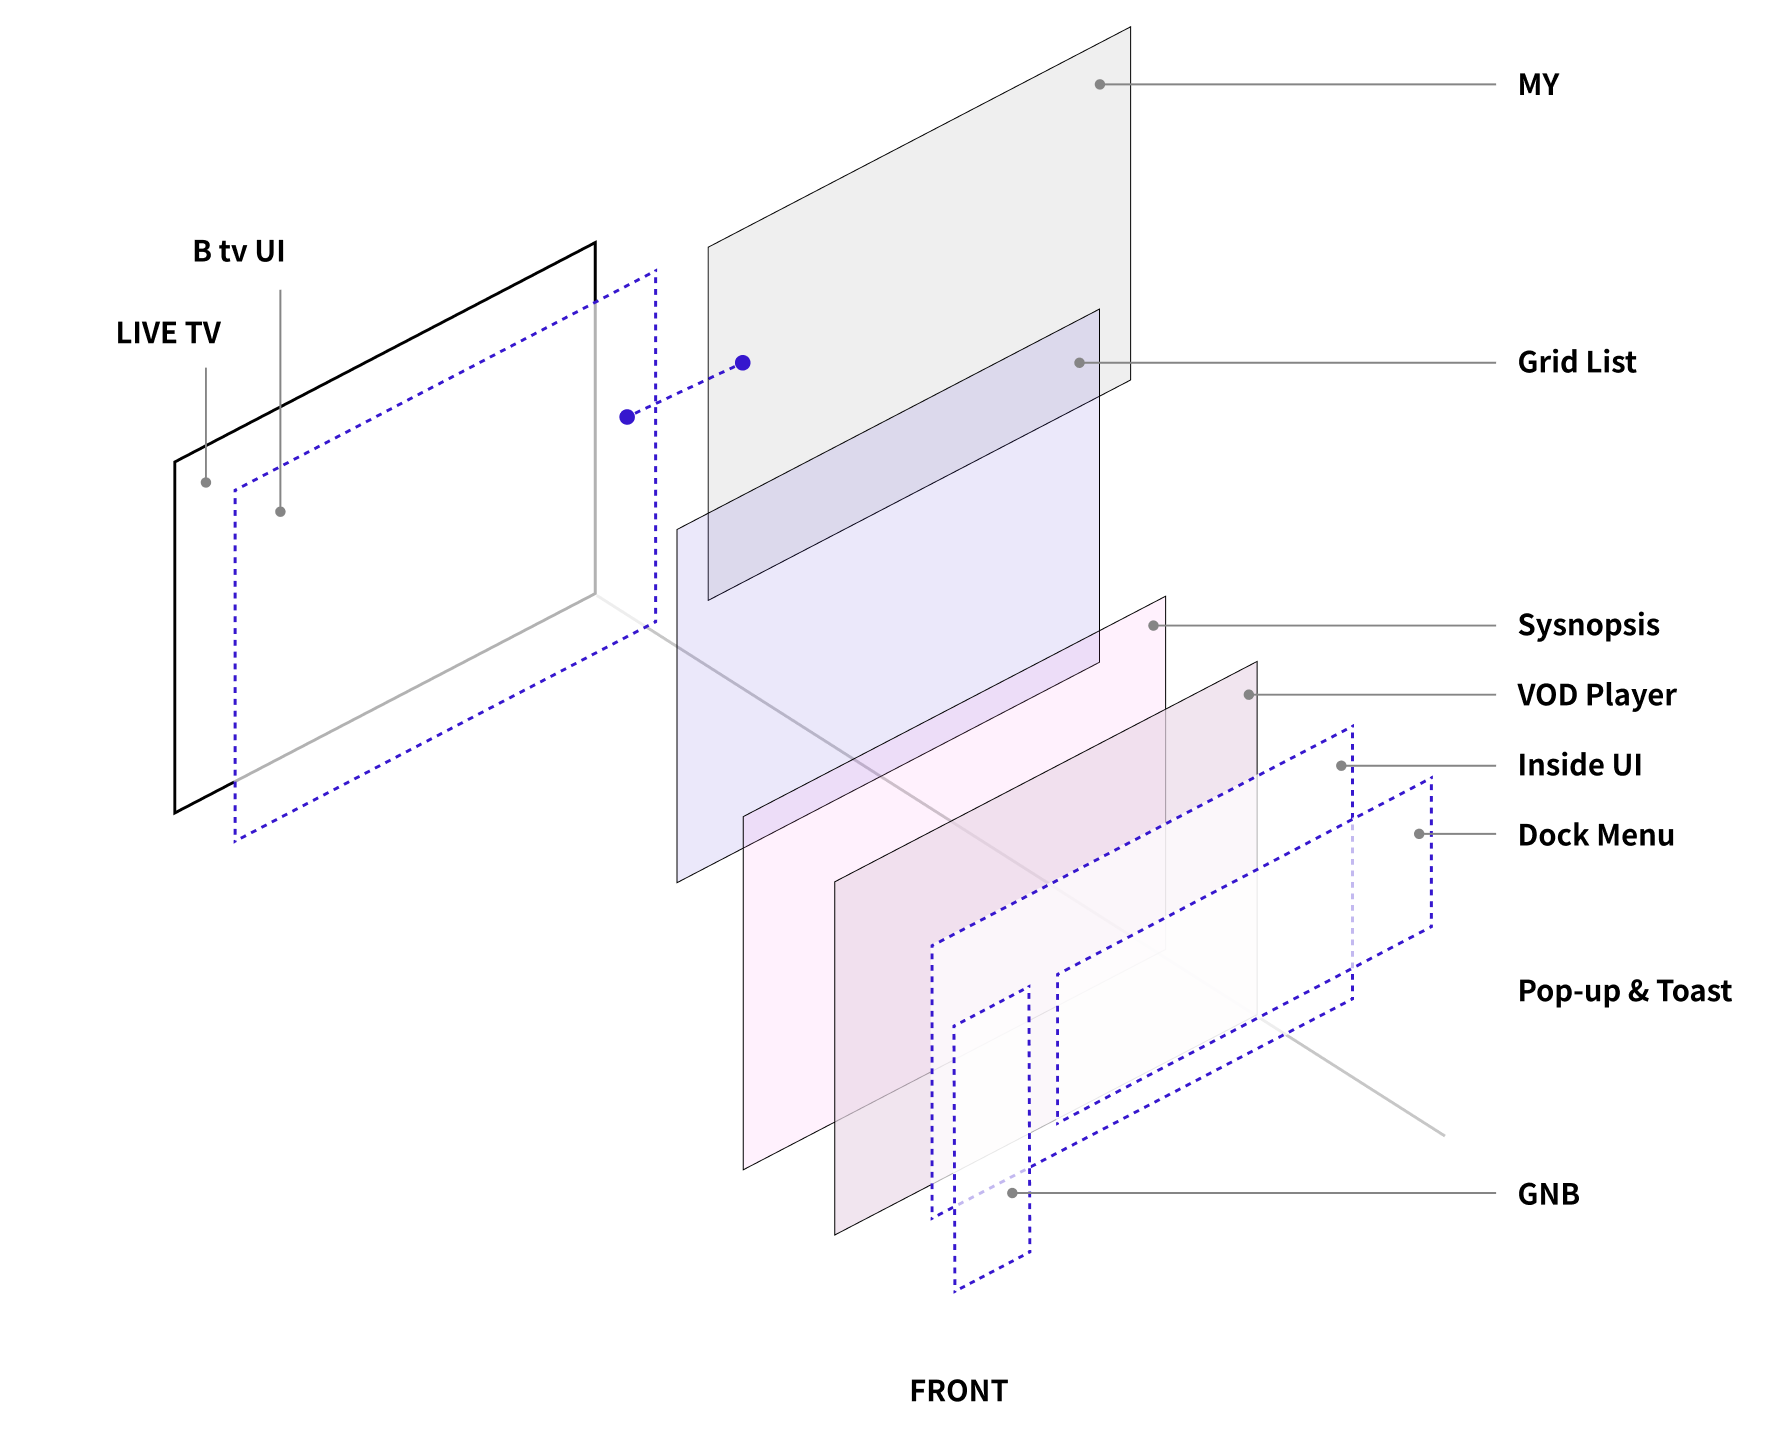 MY
B tv UI
LIVE TV
Grid List
Sysnopsis
VOD Player
Inside UI
Dock Menu
Pop-up & Toast
GNB
FRONT